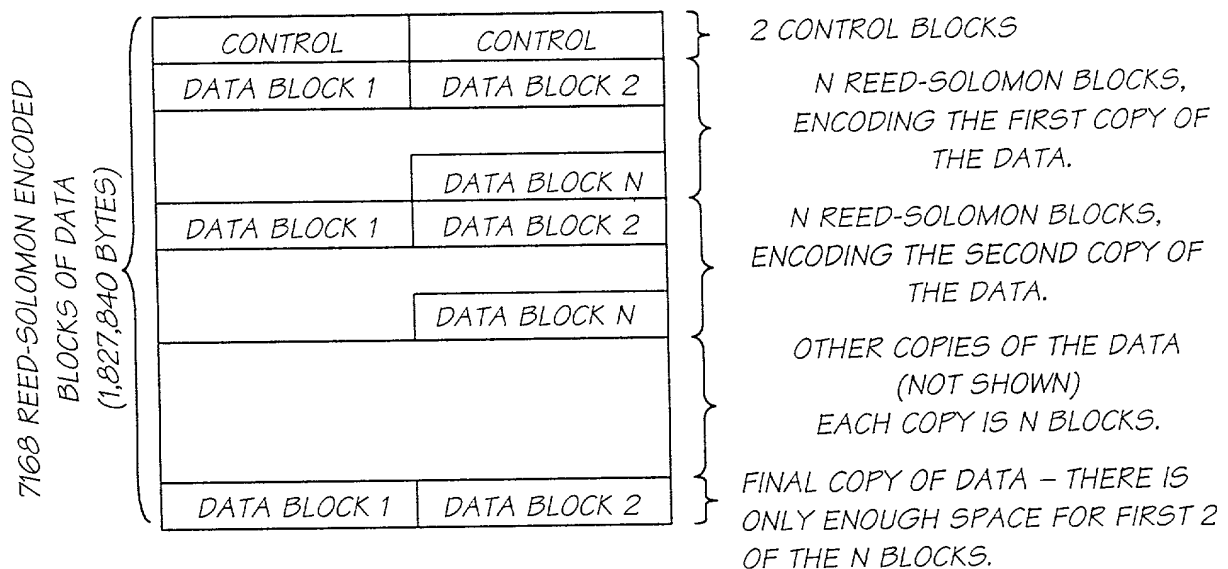 7168 REED-SOLOMON ENCODED
BLOCKS OF DATA
(1,827,840 BYTES)
CONTROL CONTROL
2 CONTROL BLOCKS
DATA BLOCK 1 DATA BLOCK 2
DATA BLOCK N
N REED-SOLOMON BLOCKS,
ENCODING THE FIRST COPY OF
THE DATA.
DATA BLOCK 1 DATA BLOCK 2
DATA BLOCK N
N REED-SOLOMON BLOCKS,
ENCODING THE SECOND COPY OF
THE DATA.
OTHER COPIES OF THE DATA
(NOT SHOWN)
EACH COPY IS N BLOCKS.
DATA BLOCK 1 DATA BLOCK 2
FINAL COPY OF DATA – THERE IS
ONLY ENOUGH SPACE FOR FIRST 2
OF THE N BLOCKS.